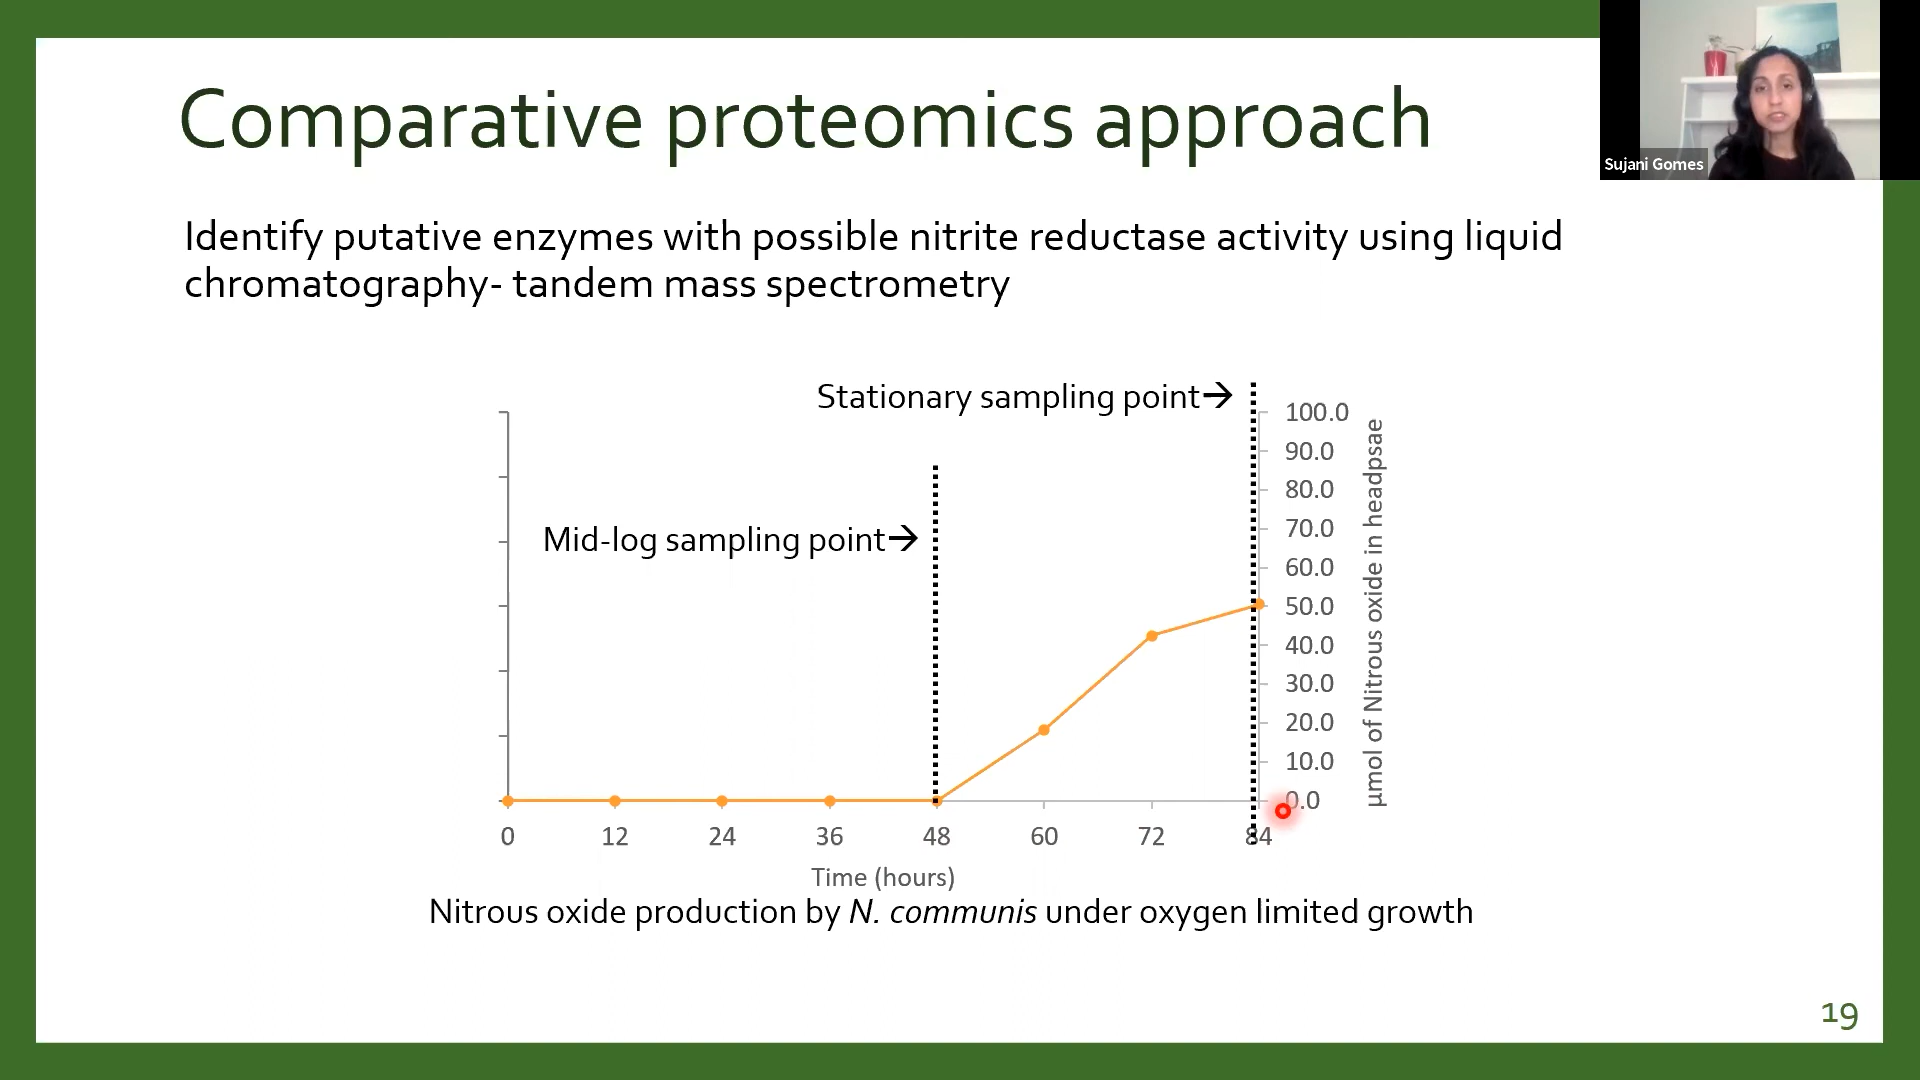 Comparative proteomics approach
Sujani Gomes
Identify putative enzymes with possible nitrite reductase activity using liquid
chromatography- tandem mass spectrometry
Stationary sampling point→
Mid-log sampling point→
100.0
90.0
80.0
70.0
60.0
50.0
40.0
30.0
20.0
10.0
0.0
µmol of Nitrous oxide in headpsae
0 12 24 36 48 60 72 84
Time (hours)
Nitrous oxide production by N. communis under oxygen limited growth
19